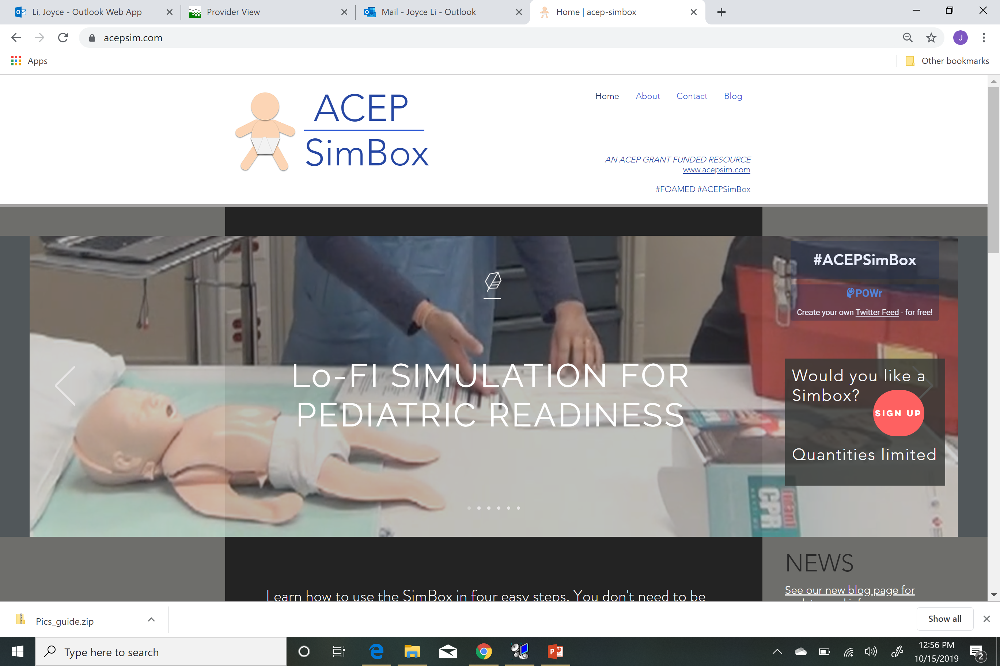 Li, Joyce - Outlook Web App
Provider View
Mail - Joyce Li - Outlook
Home | acep-simbox
acepsim.com
J
Apps
Other bookmarks
ACEP
SimBox
Home About Contact Blog
AN ACEP GRANT FUNDED RESOURCE
www.acepsim.com
#FOAMED #ACEPSimBox
#ACEPSimBox
POWr
Create your own Twitter Feed - for free!
Lo-FI SIMULATION FOR
PEDIATRIC READINESS
Would you like a
Simbox?
SIGN UP
Quantities limited
CPR
NEWS
See our new blog page for
Learn how to use the SimBox in four easy steps. You don't need to be
Pics_guide.zip
Show all
Type here to search
12:56 PM
10/15/2019
2